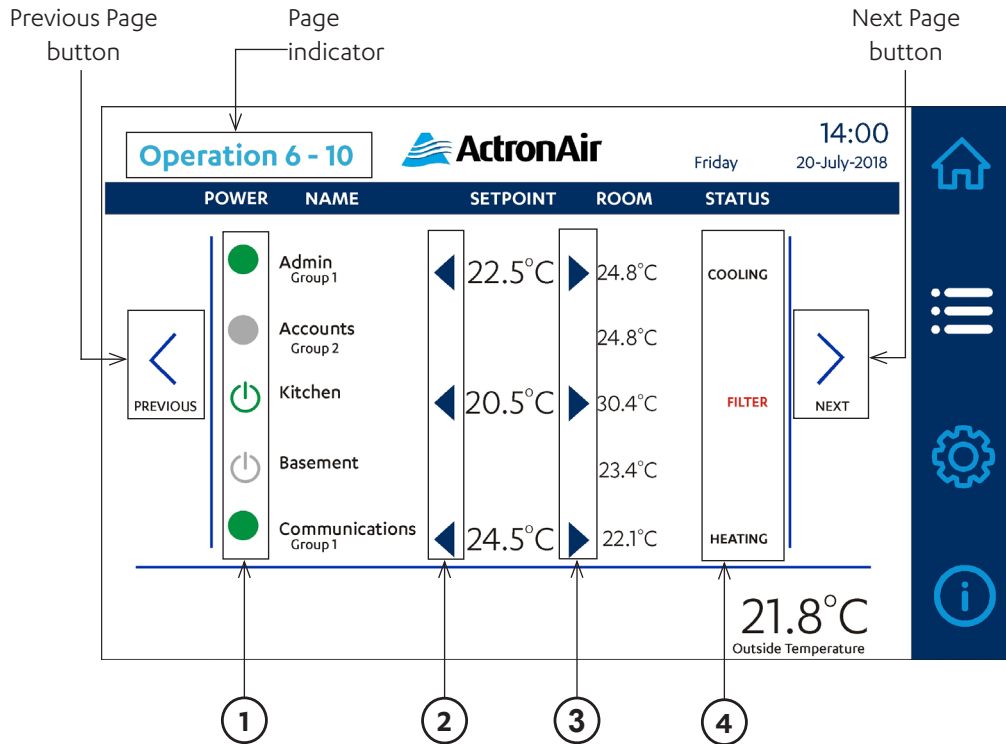 Previous Page
button
Page
indicator
Next Page
button
Operation 6 - 10
ActronAir
14:00
Friday 20-July-2018
POWER NAME SETPOINT ROOM STATUS
Admin
Group 1
22.5°C 24.8°C COOLING
Accounts
Group 2
24.8°C
Kitchen
20.5°C 30.4°C FILTER
PREVIOUS
NEXT
Basement
23.4°C
Communications
Group 1
24.5°C 22.1°C HEATING
21.8°C
Outside Temperature
1 2 3 4